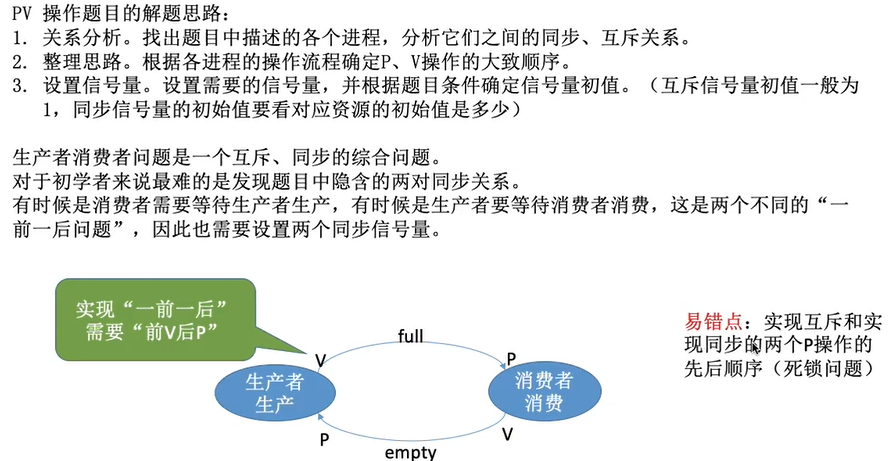 PV 操作题目的解题思路：
1. 关系分析。找出题目中描述的各个进程，分析它们之间的同步、互斥关系。
2. 整理思路。根据各进程的操作流程确定P、V操作的大致顺序。
3. 设置信号量。设置需要的信号量，并根据题目条件确定信号量初值。（互斥信号量初值一般为
1，同步信号量的初始值要看对应资源的初始值是多少）
生产者消费者问题是一个互斥、同步的综合问题。
对于初学者来说最难的是发现题目中隐含的两对同步关系。
有时候是消费者需要等待生产者生产，有时候是生产者要等待消费者消费，这是两个不同的“一
前一后问题”，因此也需要设置两个同步信号量。
实现“一前一后”
需要“前V后P”
full
V
P
生产者
生产
消费者
消费
P
V
empty
易错点：实现互斥和实
现同步的两个P操作的
先后顺序（死锁问题）